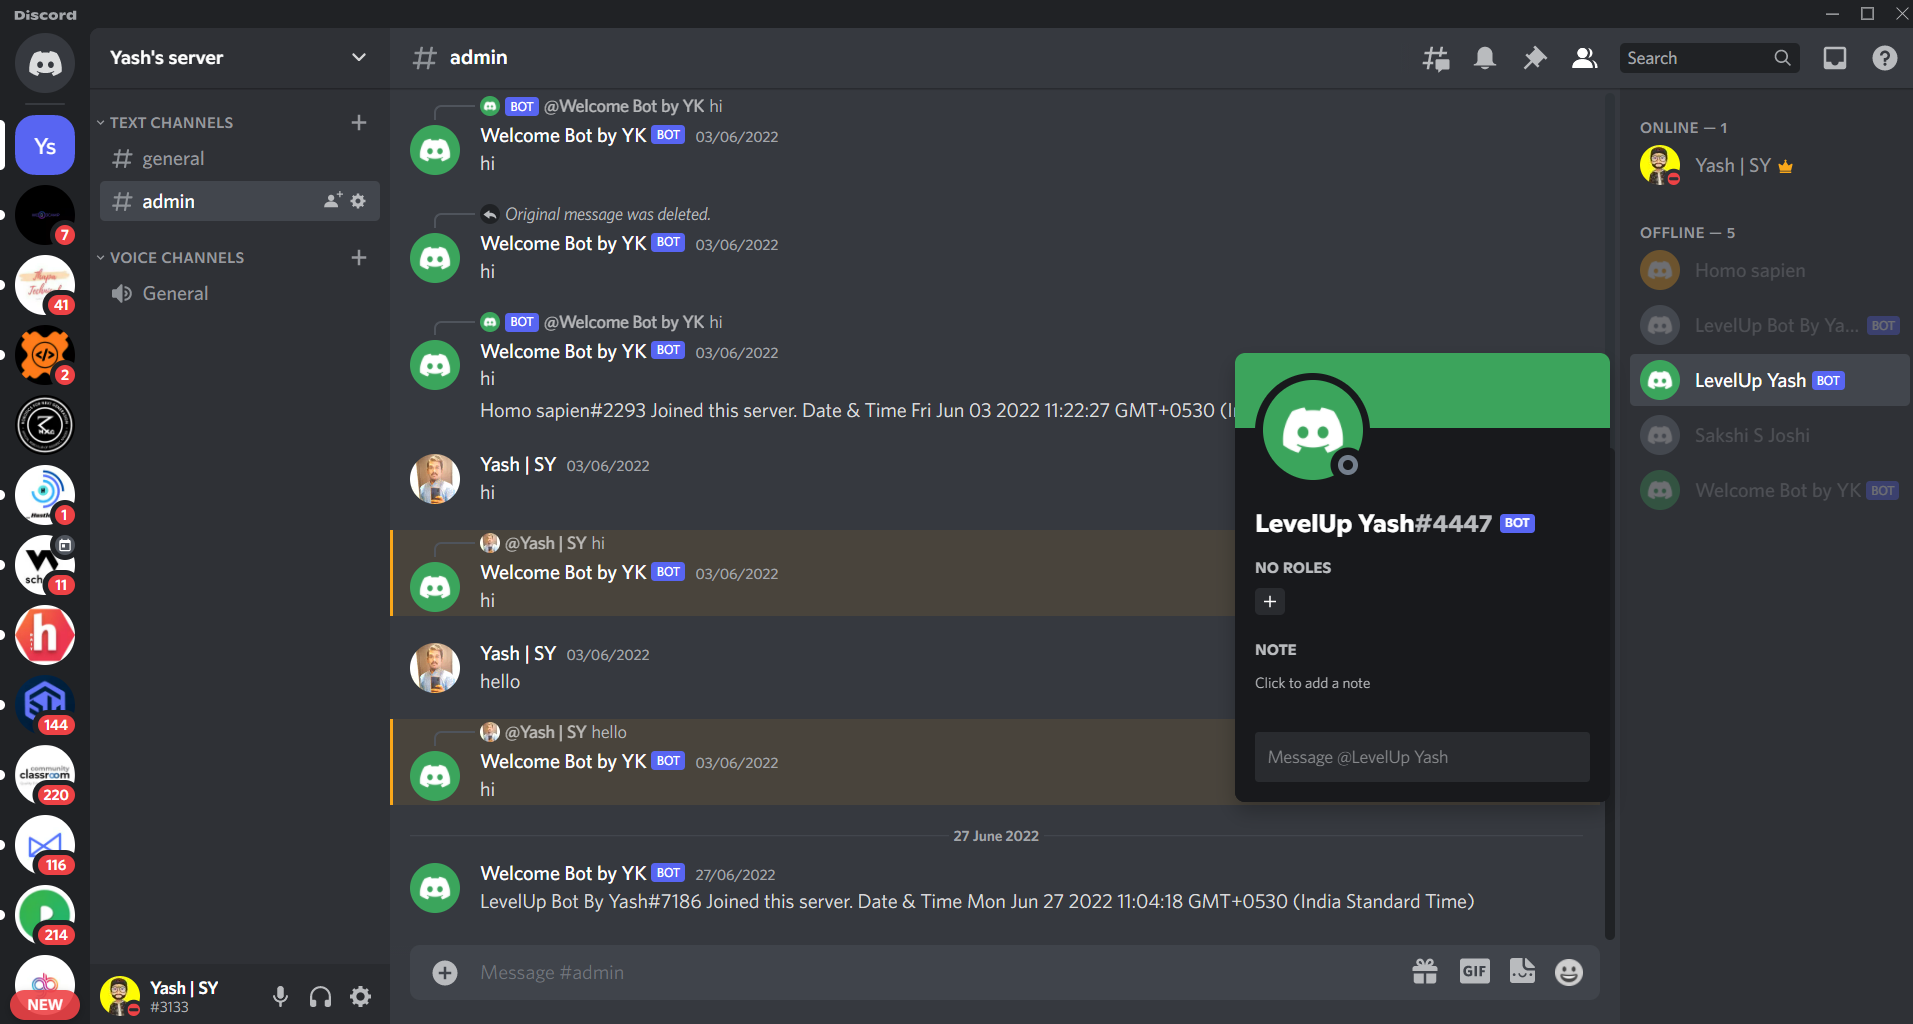 Discord
Yash's server
TEXT CHANNELS
general
admin
VOICE CHANNELS
General
Ys
7
Thapa
Technical
41
2
1
sch
11
h
144
community
classroom
220
116
214
NEW
Yash | SY
#3133
admin
Search
BOT @Welcome Bot by YK hi
Welcome Bot by YK BOT 03/06/2022
hi
Original message was deleted.
Welcome Bot by YK BOT 03/06/2022
hi
BOT @Welcome Bot by YK hi
Welcome Bot by YK BOT 03/06/2022
hi
Homo sapien#2293 Joined this server. Date & Time Fri Jun 03 2022 11:22:27 GMT+0530
Yash | SY 03/06/2022
hi
@Yash | SY hi
Welcome Bot by YK BOT 03/06/2022
hi
Yash | SY 03/06/2022
hello
@Yash | SY hello
Welcome Bot by YK BOT 03/06/2022
hi
27 June 2022
Welcome Bot by YK BOT 27/06/2022
LevelUp Bot By Yash#7186 Joined this server. Date & Time Mon Jun 27 2022 11:04:18 GMT+0530 (India Standard Time)
Message #admin
GIF
LevelUp Yash#4447 BOT
NO ROLES
NOTE
Click to add a note
Message @LevelUp Yash
ONLINE — 1
Yash | SY
OFFLINE — 5
Homo sapien
LevelUp Bot By Ya... BOT
LevelUp Yash BOT
Sakshi S Joshi
Welcome Bot by YK BOT